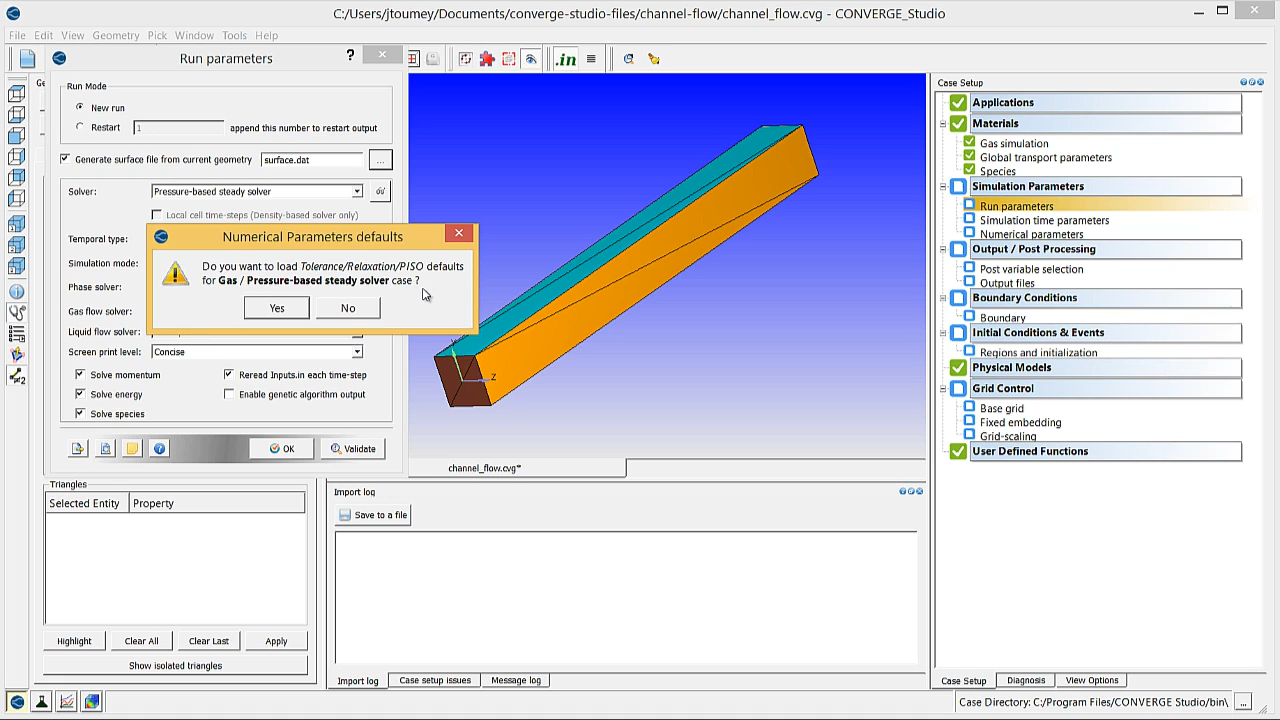 C:/Users/jtoumey/Documents/converge-studio-files/channel-flow/channel_flow.cvg - CONVERGE_Studio
File Edit View Geometry Pick Window Tools Help
Run parameters
?
Run Mode
New run
Restart 1 append this number to restart output
Generate surface file from current geometry surface.dat ...
Solver: Pressure-based steady solver
Local cell time-steps (Density-based solver only)
Temporal type:
Simulation mode:
Phase solver:
Gas flow solver:
Liquid flow solver:
Screen print level: Concise
Solve momentum
Solve energy Enable genetic algorithm output
Solve species
OK Validate
Numerical Parameters defaults
Do you want to load Tolerance/Relaxation/PISO defaults
for Gas / Pressure-based steady solver case ?
Yes No
.in
Z
channel_flow.cvg*
Triangles
Selected Entity Property
Highlight Clear All Clear Last Apply
Show isolated triangles
Import log
Save to a file
Import log Case setup issues Message log
Case Setup
Applications
Materials
Gas simulation
Global transport parameters
Species
Simulation Parameters
Run parameters
Simulation time parameters
Numerical parameters
Output / Post Processing
Post variable selection
Output files
Boundary Conditions
Boundary
Initial Conditions & Events
Regions and initialization
Physical Models
Grid Control
Base grid
Fixed embedding
Grid-scaling
User Defined Functions
Case Setup Diagnosis View Options
Case Directory: C:/Program Files/CONVERGE Studio/bin\ ...